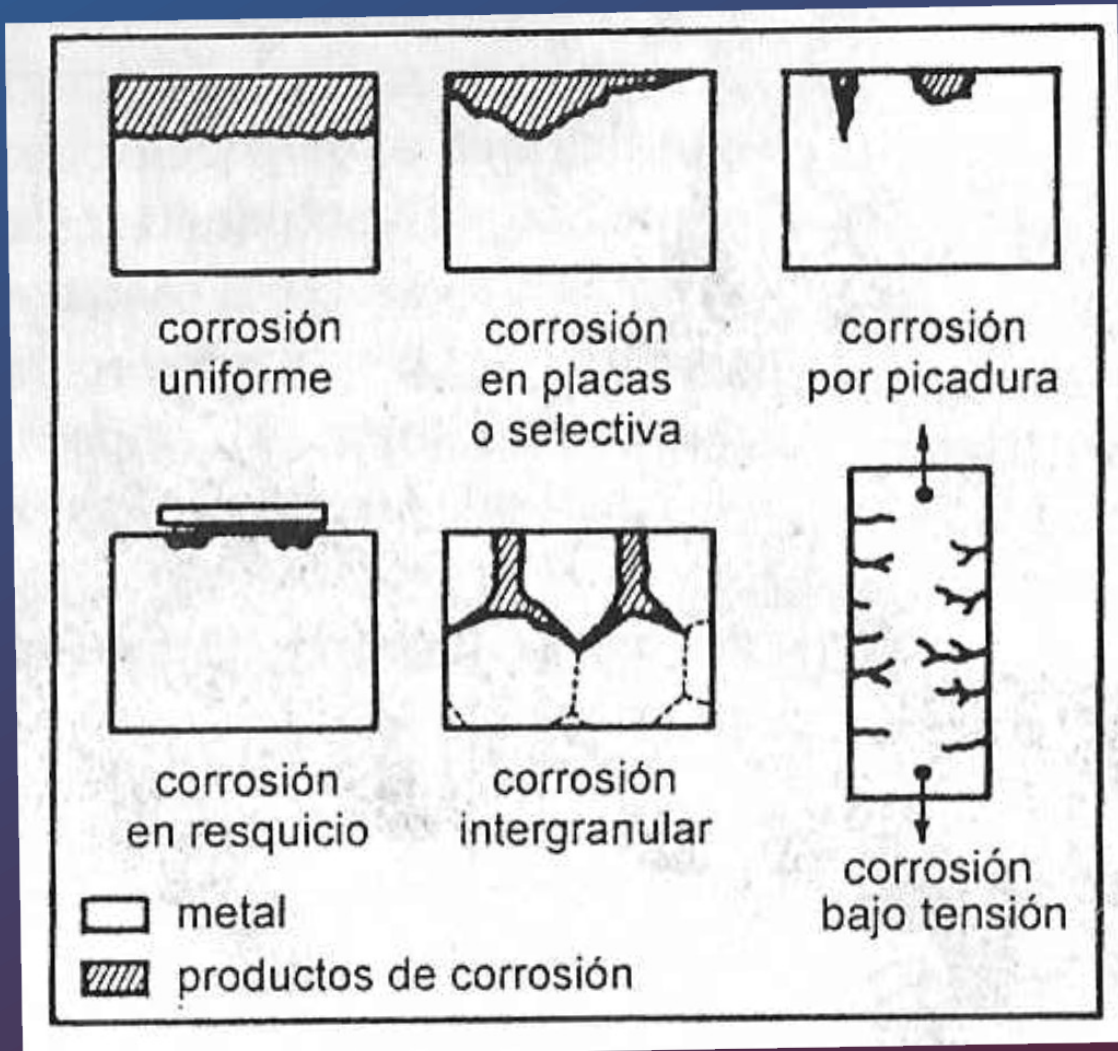 corrosión
uniforme
corrosión
en placas
o selectiva
corrosión
por picadura
corrosión
en resquicio
corrosión
intergranular
corrosión
bajo tensión
metal
productos de corrosión